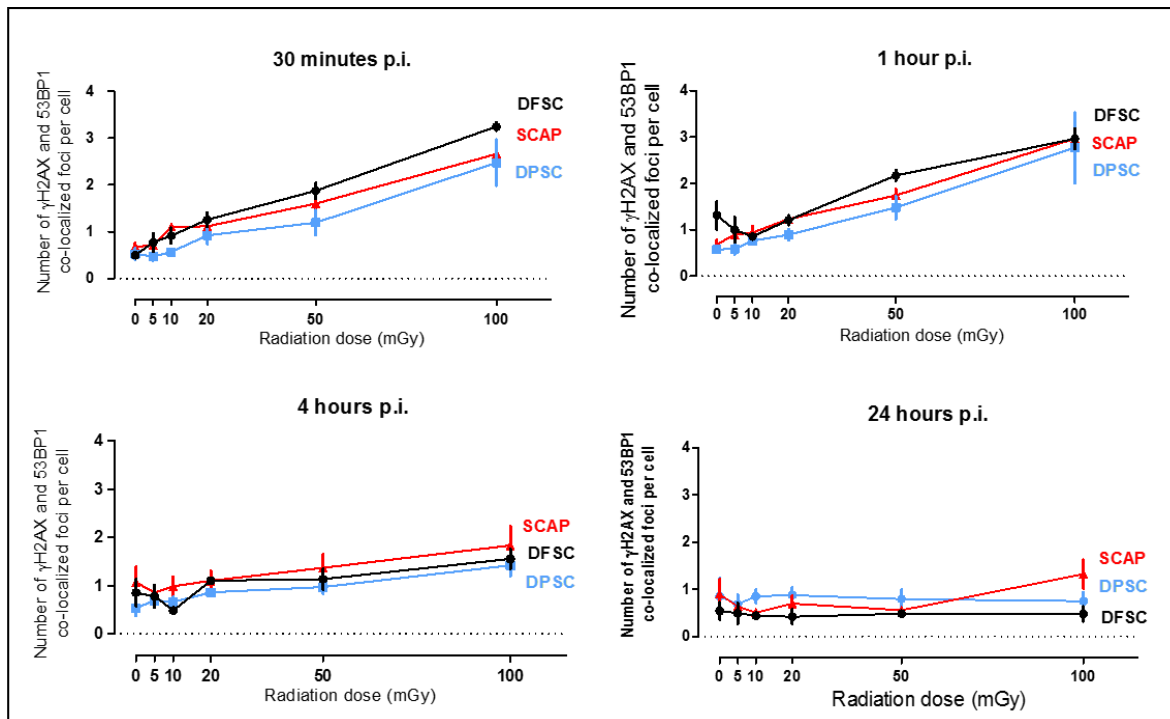 30 minutes p.i.
Number of γH2AX and 53BP1
co-localized foci per cell
4
3
2
1
0
DFSC
SCAP
DPSC
0 5 10 20 50 100
Radiation dose (mGy)
1 hour p.i.
Number of γH2AX and 53BP1
co-localized foci per cell
4
3
2
1
0
DFSC
SCAP
DPSC
0 5 10 20 50 100
Radiation dose (mGy)
4 hours p.i.
Number of γH2AX and 53BP1
co-localized foci per cell
4
3
2
1
0
SCAP
DFSC
DPSC
0 5 10 20 50 100
Radiation dose (mGy)
24 hours p.i.
Number of γH2AX and 53BP1
co-localized foci per cell
4
3
2
1
0
SCAP
DPSC
DFSC
0 5 10 20 50 100
Radiation dose (mGy)